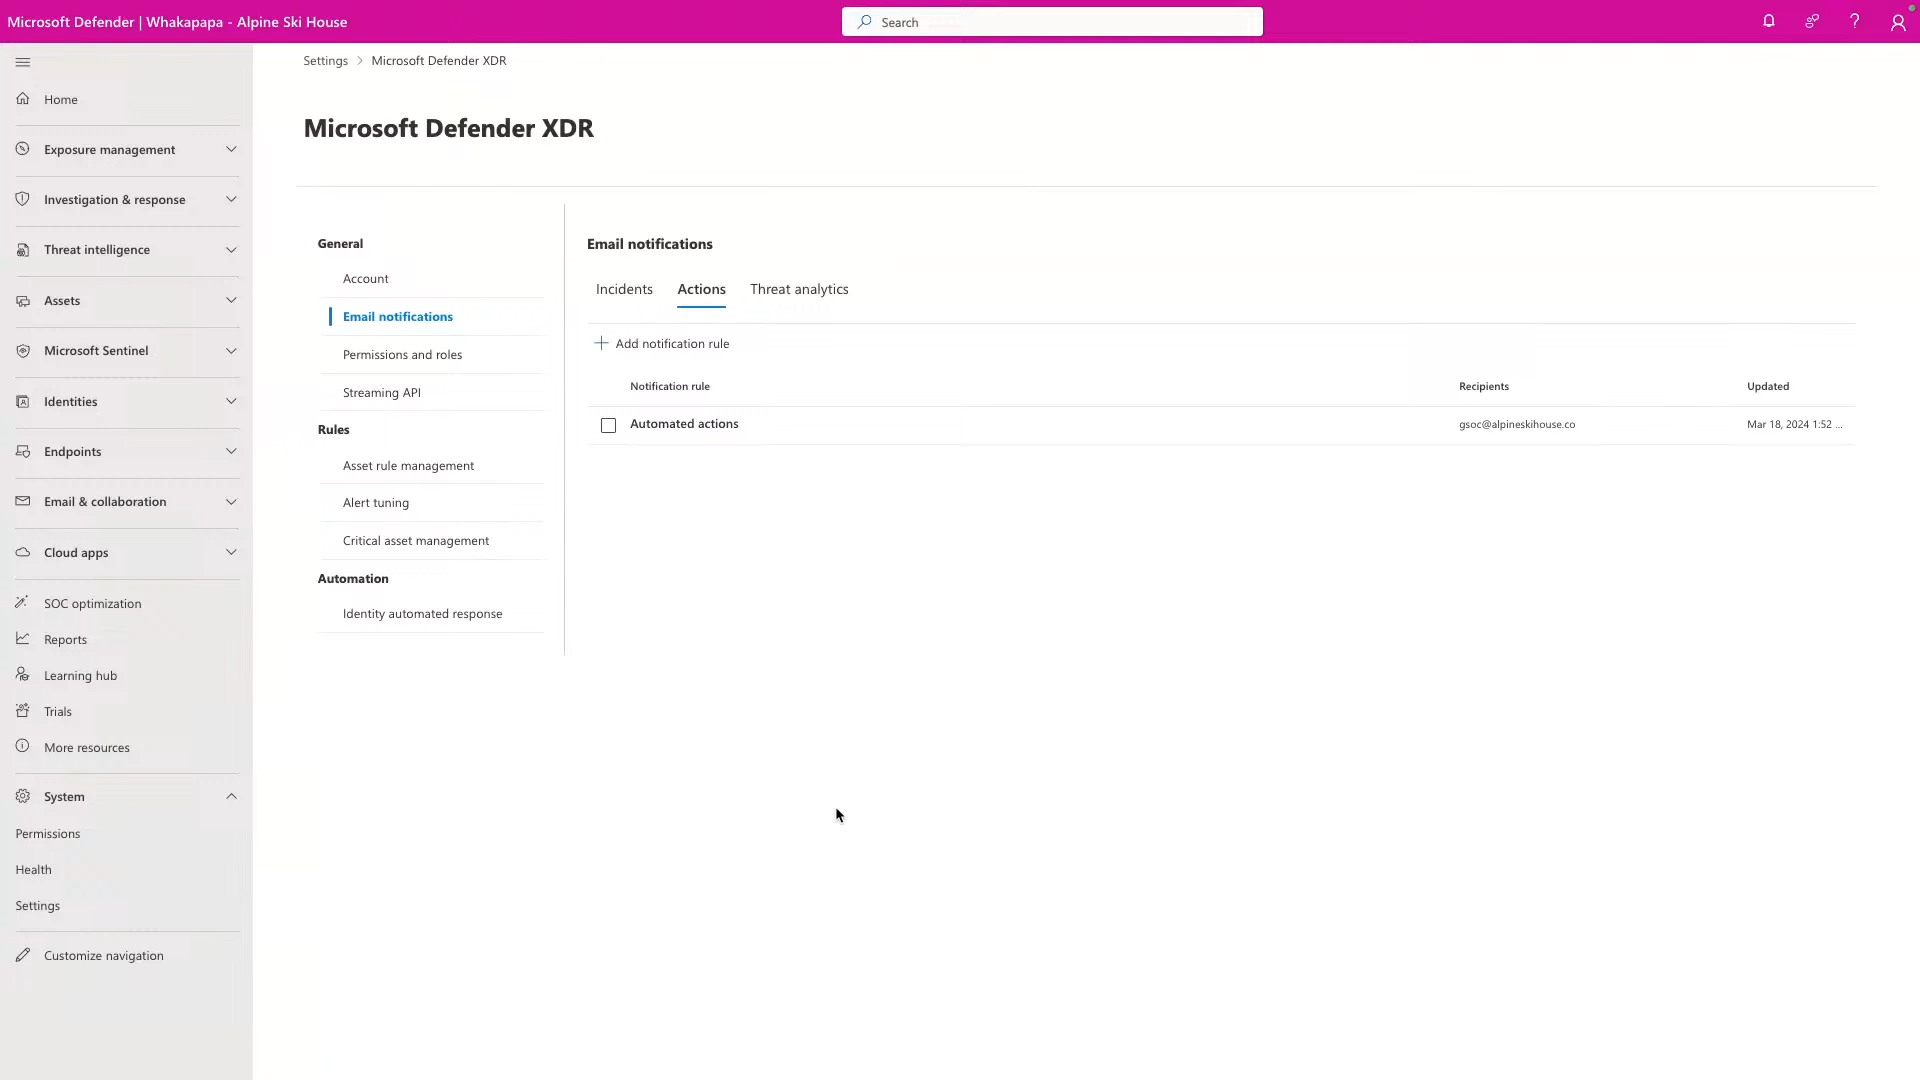 Microsoft Defender | Whakapapa - Alpine Ski House
Search
Settings > Microsoft Defender XDR
Home
Exposure management
Investigation & response
Threat intelligence
Assets
Microsoft Sentinel
Identities
Endpoints
Email & collaboration
Cloud apps
SOC optimization
Reports
Learning hub
Trials
More resources
System
Permissions
Health
Settings
Customize navigation
Microsoft Defender XDR
General
Account
Email notifications
Permissions and roles
Streaming API
Rules
Asset rule management
Alert tuning
Critical asset management
Automation
Identity automated response
Email notifications
Incidents Actions Threat analytics
Add notification rule
Notification rule Recipients Updated
Automated actions gsoc@alpineskihouse.co Mar 18, 2024 1:52 ...